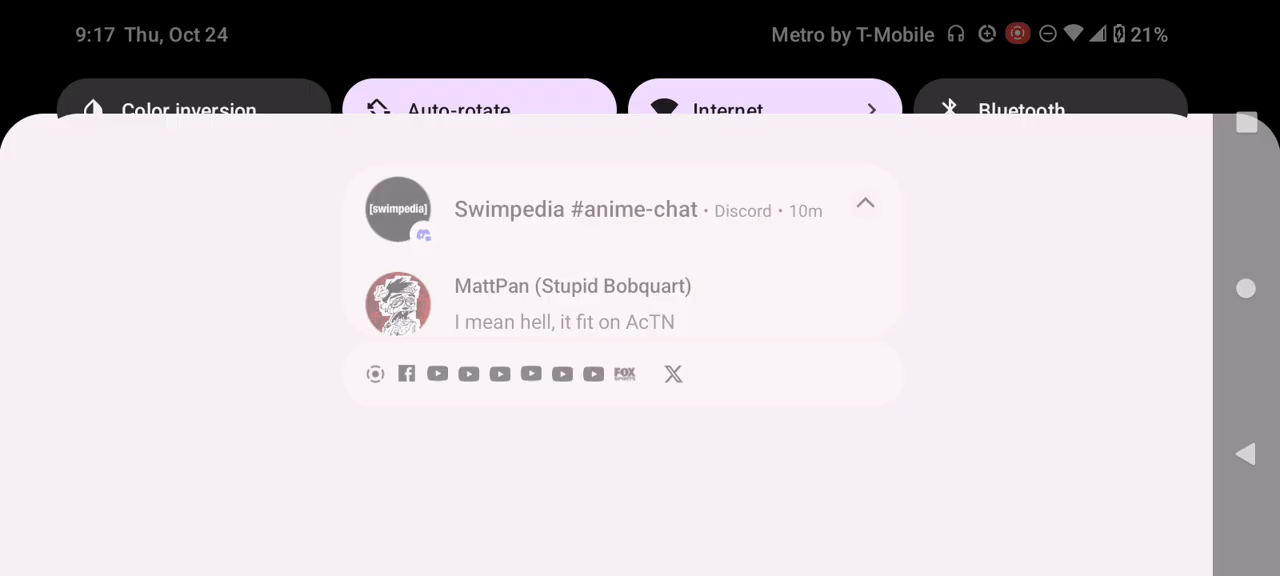 9:17 Thu, Oct 24
Metro by T-Mobile 21%
Color inversion
Auto-rotate
Internet
Bluetooth
[swimpedia]
Swimpedia #anime-chat • Discord • 10m
MattPan (Stupid Bobquart)
I mean hell, it fit on AcTN
FOX
SPORTS